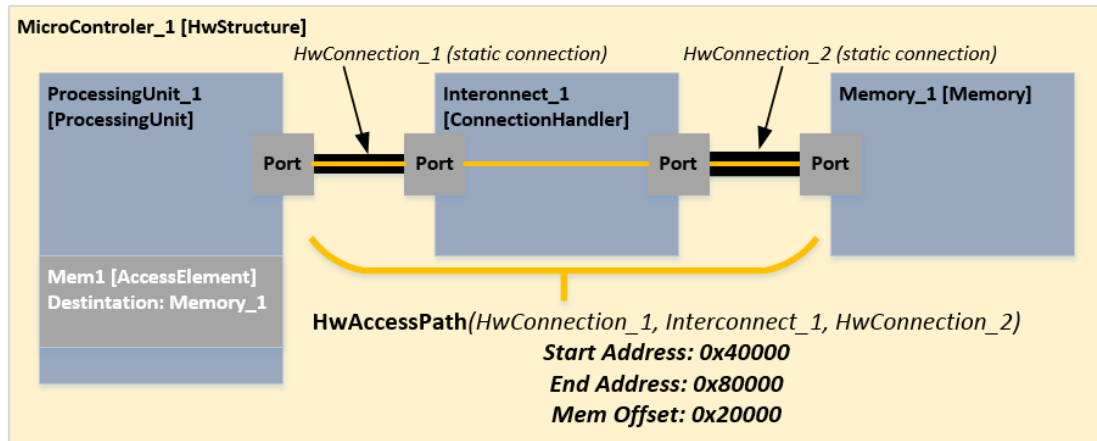 MicroControler_1 [HwStructure]
HwConnection_1 (static connection)
HwConnection_2 (static connection)
ProcessingUnit_1
[ProcessingUnit]
Interonnect_1
[ConnectionHandler]
Memory_1 [Memory]
Port
Port
Port
Port
Mem1 [AccessElement]
Destintation: Memory_1
HwAccessPath(HwConnection_1, Interconnect_1, HwConnection_2)
Start Address: 0x40000
End Address: 0x80000
Mem Offset: 0x20000